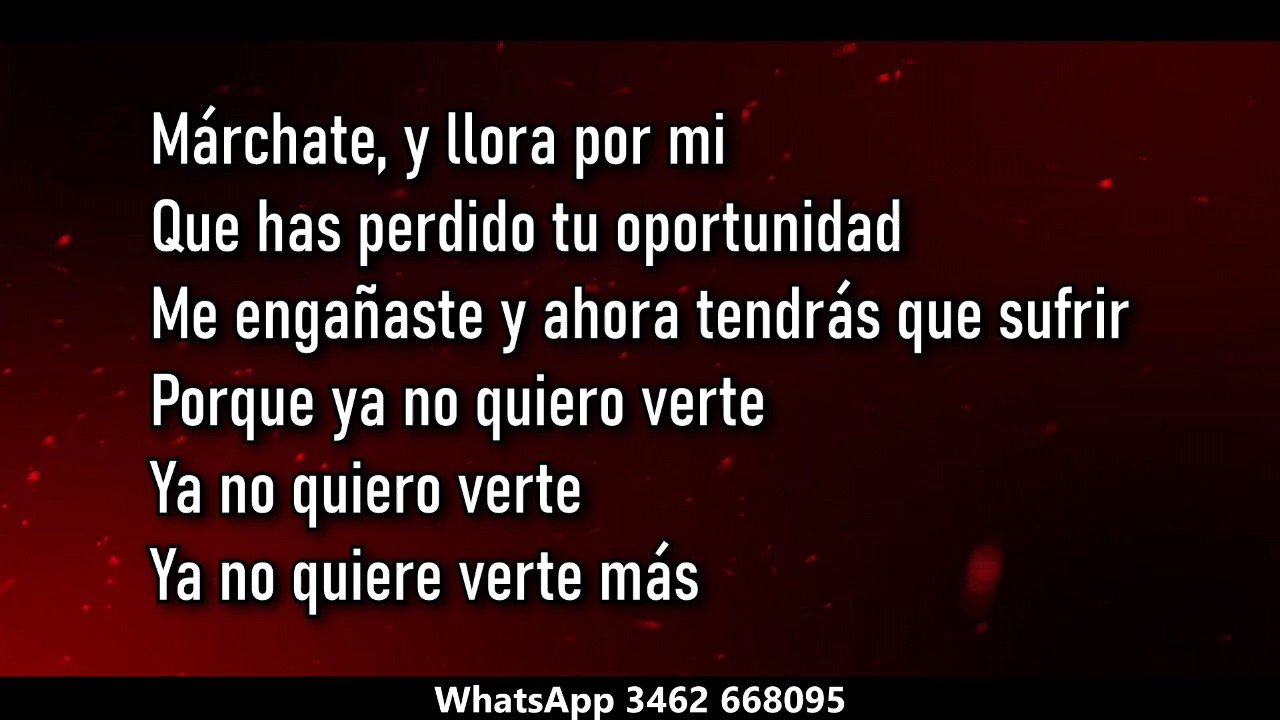 Márchate, y llora por mi
Que has perdido tu oportunidad
Me engañaste y ahora tendrás que sufrir
Porque ya no quiero verte
Ya no quiero verte
Ya no quiere verte más
WhatsApp 3462 668095